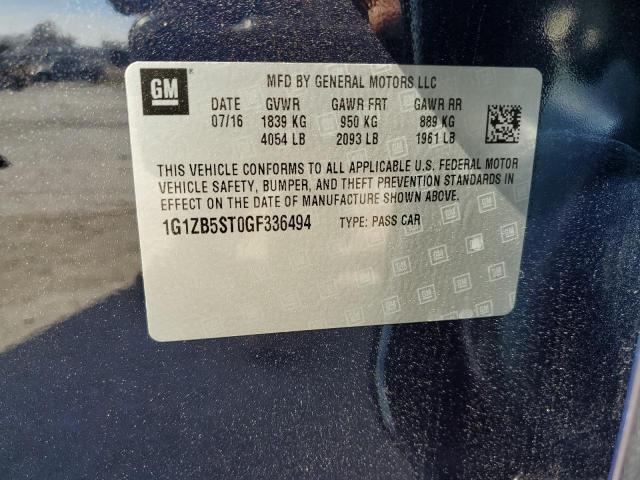 GM ® MFD BY GENERAL MOTORS LLC
DATE GVWR GAWR FRT GAWR RR
07/16 1839 KG 950 KG 889 KG
4054 LB 2093 LB 1961 LB
THIS VEHICLE CONFORMS TO ALL APPLICABLE U.S. FEDERAL MOTOR
VEHICLE SAFETY, BUMPER, AND THEFT PREVENTION STANDARDS IN
EFFECT ON THE DATE OF MANUFACTURE SHOWN ABOVE.
1G1ZB5ST0GF336494 TYPE: PASS CAR